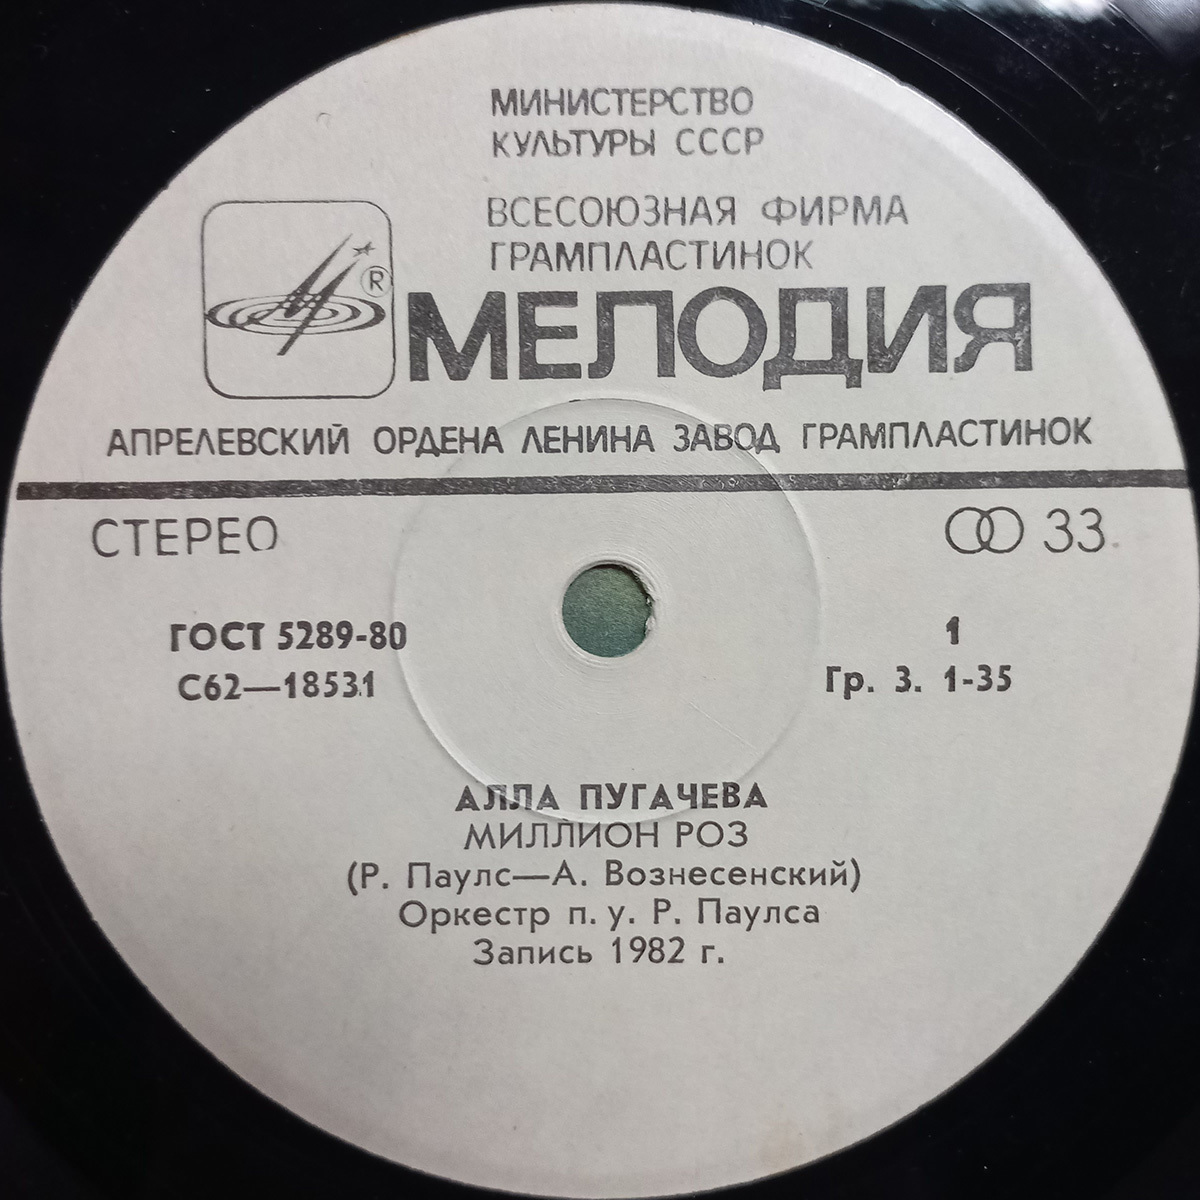 МИНИСТЕРСТВО
КУЛЬТУРЫ СССР
ВСЕСОЮЗНАЯ ФИРМА
ГРАМПЛАСТИНОК
®
МЕЛОДИЯ
АПРЕЛЕВСКИЙ ОРДЕНА ЛЕНИНА ЗАВОД ГРАМПЛАСТИНОК
СТЕРЕО
33
ГОСТ 5289-80
1
С62—18531
Гр. 3. 1-35
АЛЛА ПУГАЧЕВА
МИЛЛИОН РОЗ
(Р. Паулс—А. Вознесенский)
Оркестр п. у. Р. Паулса
Запись 1982 г.